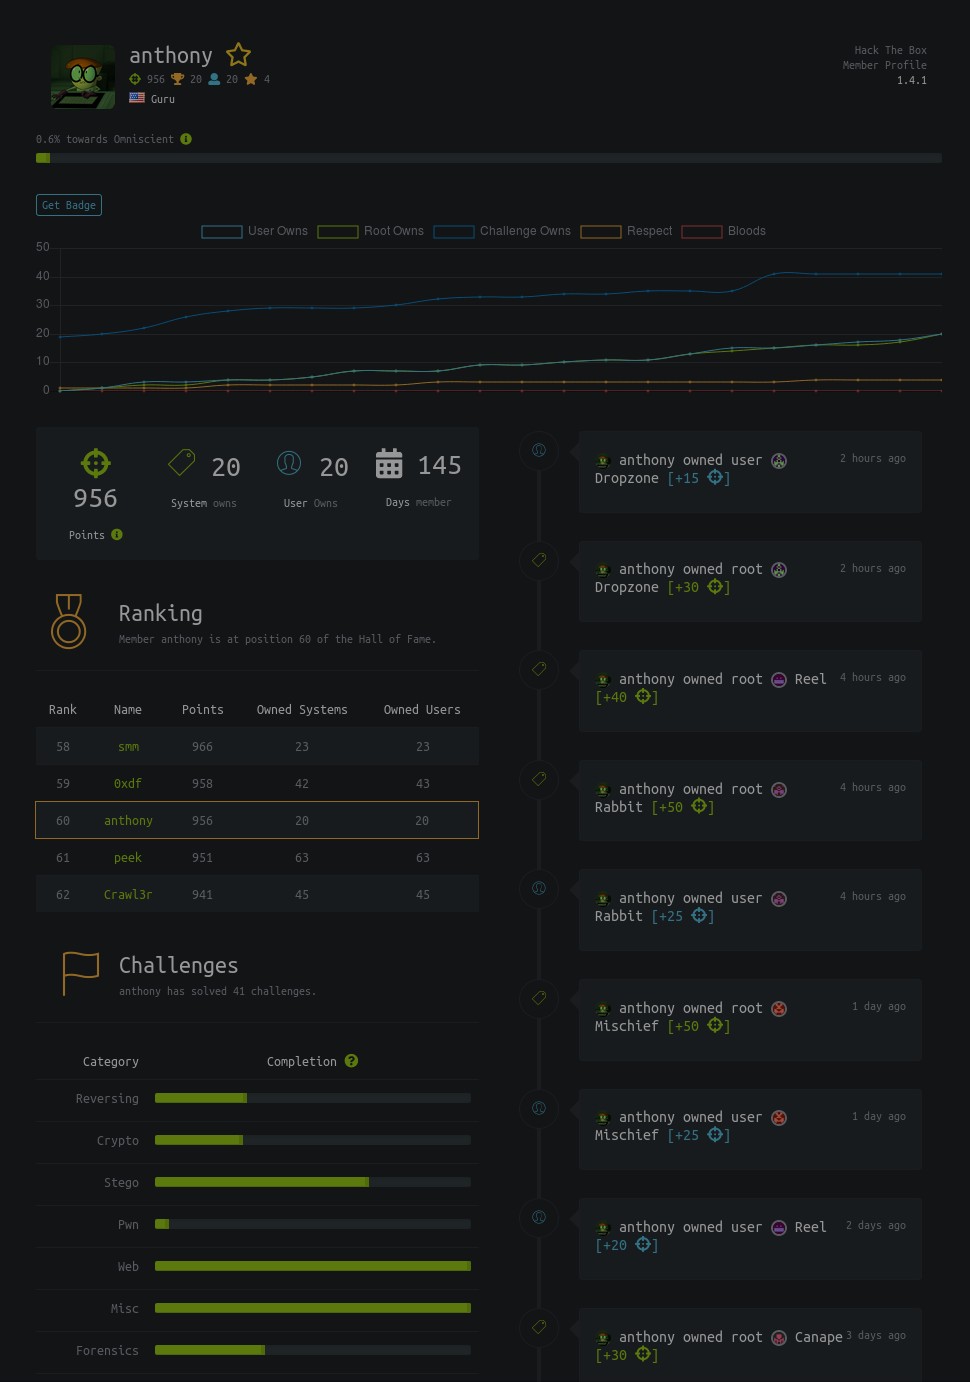 anthony
956 20 20 4
Guru
Hack The Box
Member Profile
1.4.1
0.6% towards Omniscient
Get Badge
User Owns Root Owns Challenge Owns Respect Bloods
50
40
30
20
10
0
956
Points
20
System owns
20
User Owns
145
Days member
Ranking
Member anthony is at position 60 of the Hall of Fame.
Rank Name Points Owned Systems Owned Users
58 smm 966 23 23
59 0xdf 958 42 43
60 anthony 956 20 20
61 peek 951 63 63
62 Crawl3r 941 45 45
Challenges
anthony has solved 41 challenges.
Category Completion
Reversing
Crypto
Stego
Pwn
Web
Misc
Forensics
anthony owned user 2 hours ago
Dropzone [+15 ]
anthony owned root 2 hours ago
Dropzone [+30 ]
anthony owned root Reel 4 hours ago
[+40 ]
anthony owned root 4 hours ago
Rabbit [+50 ]
anthony owned user 4 hours ago
Rabbit [+25 ]
anthony owned root 1 day ago
Mischief [+50 ]
anthony owned user 1 day ago
Mischief [+25 ]
anthony owned user Reel 2 days ago
[+20 ]
anthony owned root Canape 3 days ago
[+30 ]